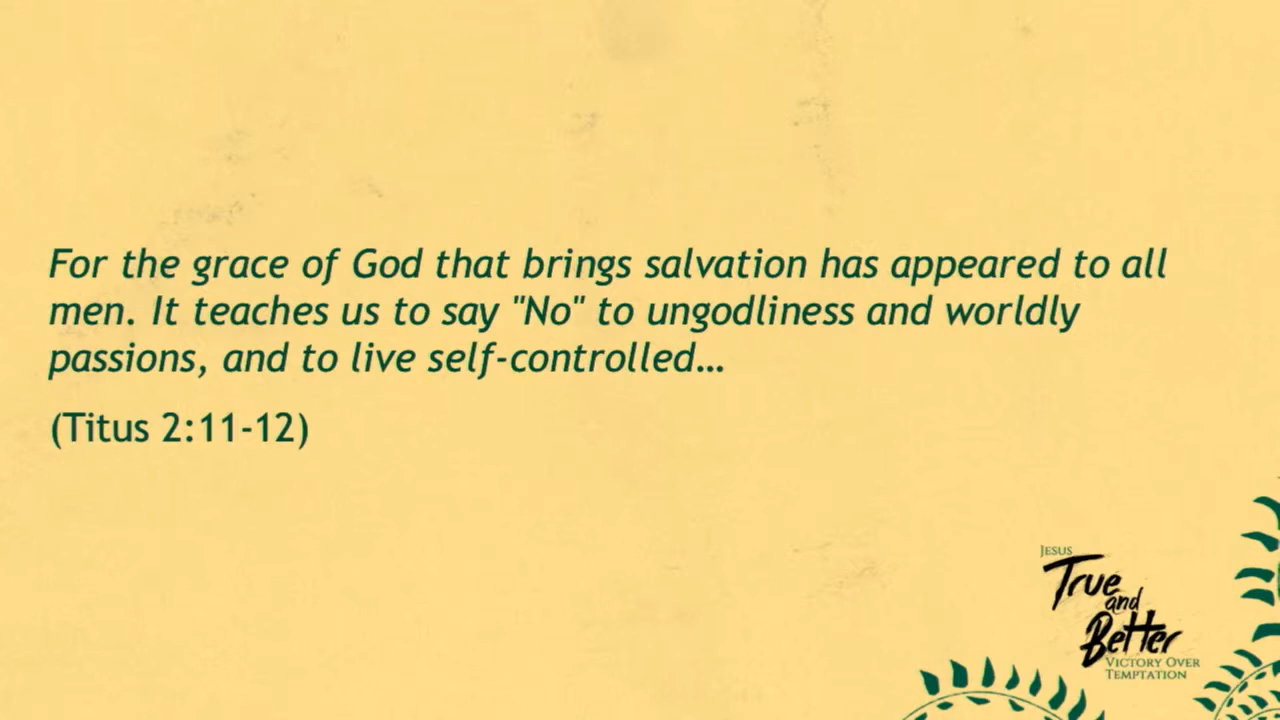 For the grace of God that brings salvation has appeared to all
men. It teaches us to say "No" to ungodliness and worldly
passions, and to live self-controlled…
(Titus 2:11-12)
JESUS
True
and
Better
VICTORY OVER
TEMPTATION